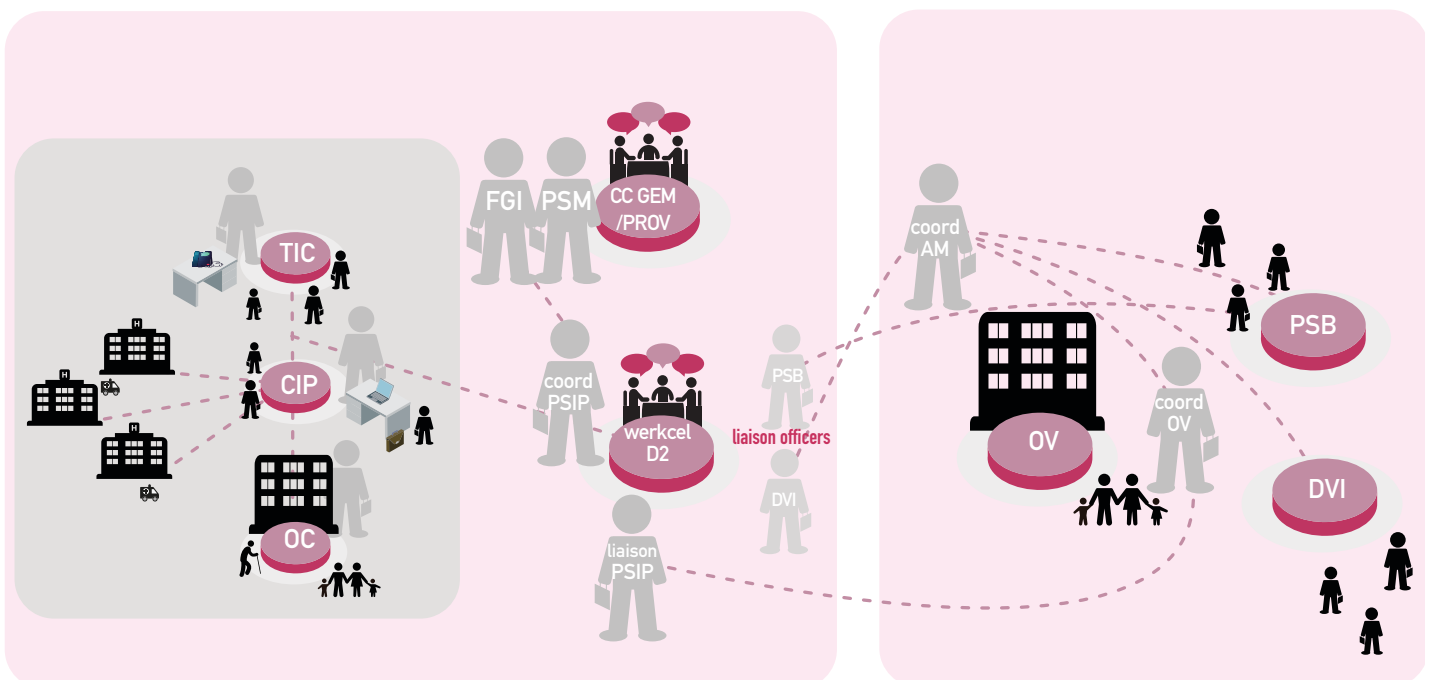 TIC
CIP
OC
H
H
H
FGI
PSM
CC GEM
/PROV
coord
PSIP
werkcel
D2
PSB
liaison officers
DVI
liaison
PSIP
coord
AM
OV
coord
OV
PSB
DVI